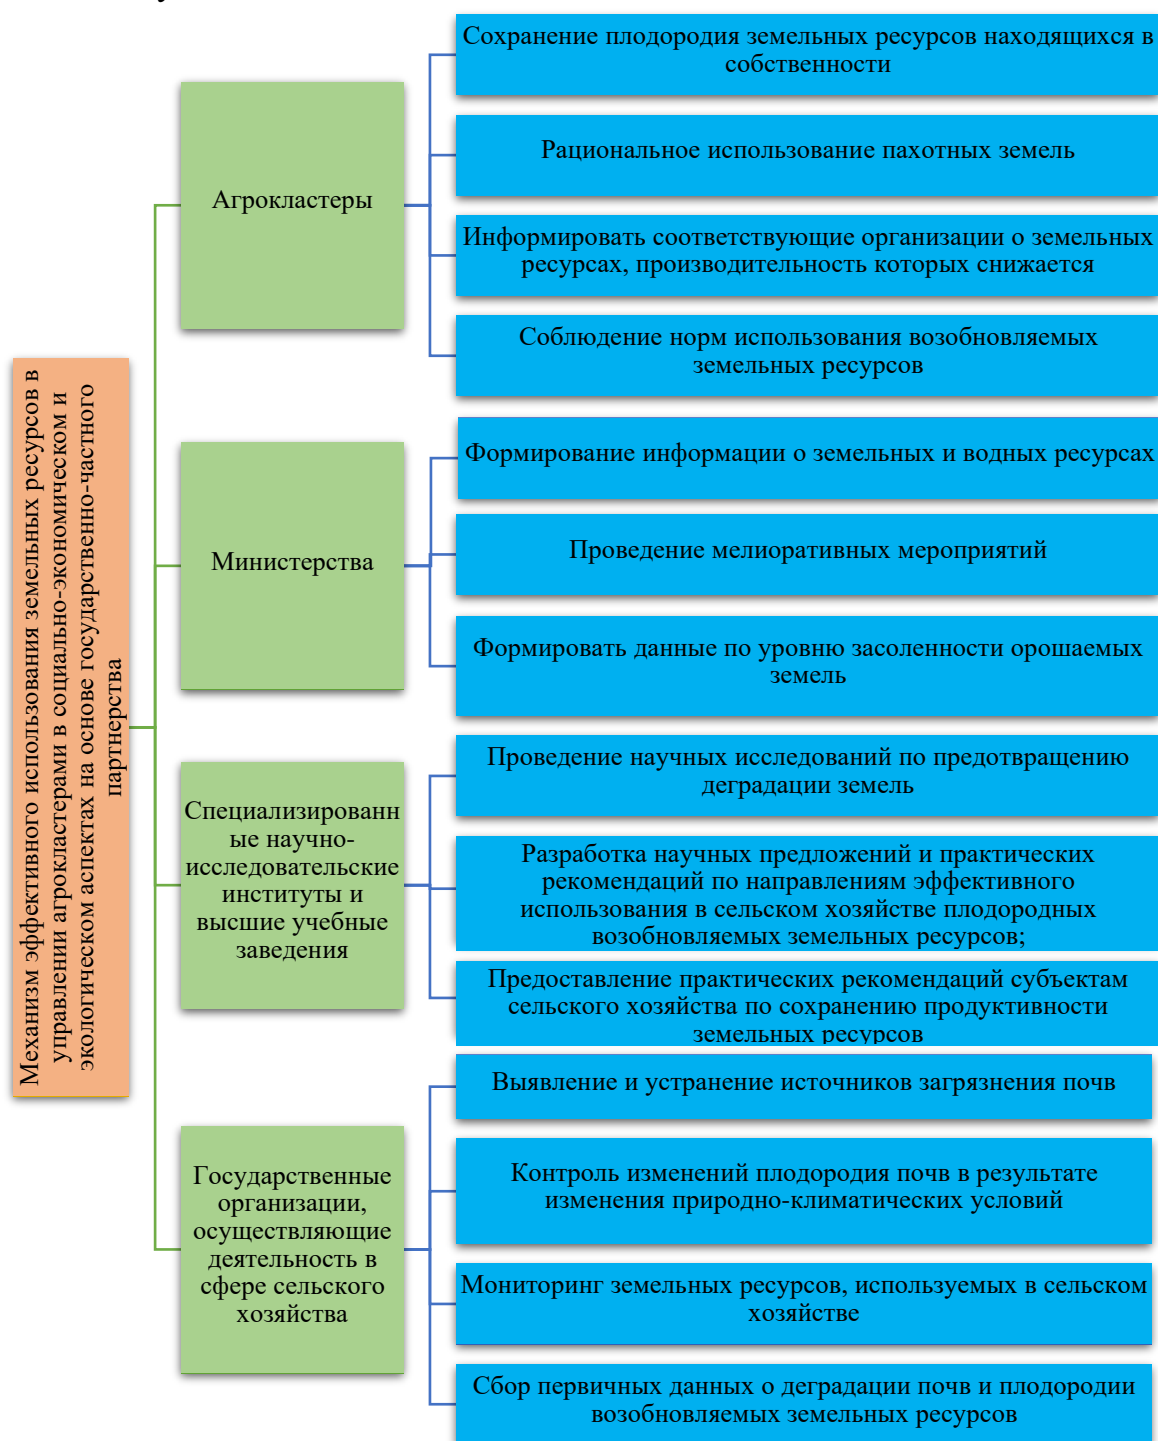 Механизм эффективного использования земельных ресурсов в
управлении агрокластерами в социально-экономическом и
экологическом аспектах на основе государственно-частного
партнерства
Агрокластеры
Сохранение плодородия земельных ресурсов находящихся в
собственности
Рациональное использование пахотных земель
Информировать соответствующие организации о земельных
ресурсах, производительность которых снижается
Соблюдение норм использования возобновляемых
земельных ресурсов
Министерства
Формирование информации о земельных и водных ресурсах
Проведение мелиоративных мероприятий
Формировать данные по уровню засоленности орошаемых
земель
Специализированн
ые научно-
исследовательские
институты и
высшие учебные
заведения
Проведение научных исследований по предотвращению
деградации земель
Разработка научных предложений и практических
рекомендаций по направлениям эффективного
использования в сельском хозяйстве плодородных
возобновляемых земельных ресурсов;
Предоставление практических рекомендаций субъектам
сельского хозяйства по сохранению продуктивности
земельных ресурсов
Государственные
организации,
осуществляющие
деятельность в
сфере сельского
хозяйства
Выявление и устранение источников загрязнения почв
Контроль изменений плодородия почв в результате
изменения природно-климатических условий
Мониторинг земельных ресурсов, используемых в сельском
хозяйстве
Сбор первичных данных о деградации почв и плодородии
возобновляемых земельных ресурсов